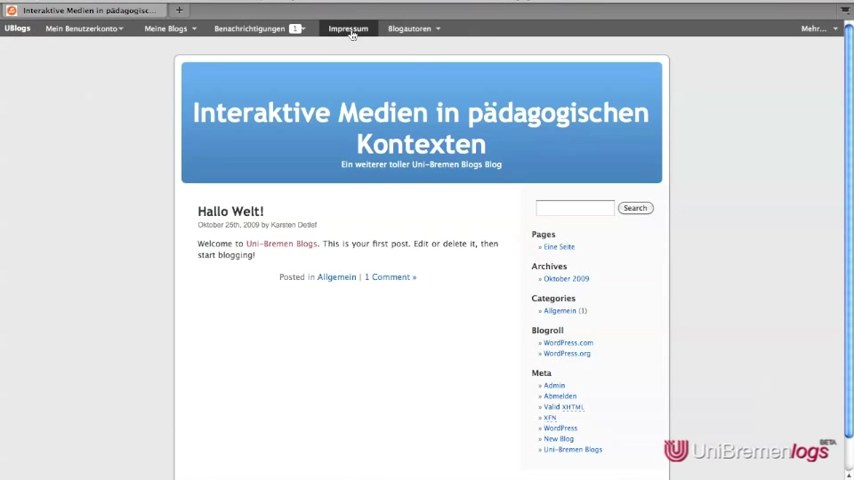 Interaktive Medien in pädagogisc...
UBlogs Mein Benutzerkonto Meine Blogs Benachrichtigungen 1 Impressum Blogautoren Mehr...
Interaktive Medien in pädagogischen
Kontexten
Ein weiterer toller Uni-Bremen Blogs Blog
Hallo Welt!
Oktober 25th, 2009 by Karsten Detlef
Welcome to Uni-Bremen Blogs. This is your first post. Edit or delete it, then
start blogging!
Posted in Allgemein | 1 Comment »
Search
Pages
» Eine Seite
Archives
» Oktober 2009
Categories
» Allgemein (1)
Blogroll
» WordPress.com
» WordPress.org
Meta
» Admin
» Abmelden
» Valid XHTML
» XFN
» WordPress
» New Blog
» Uni-Bremen Blogs
UniBremenlogs BETA